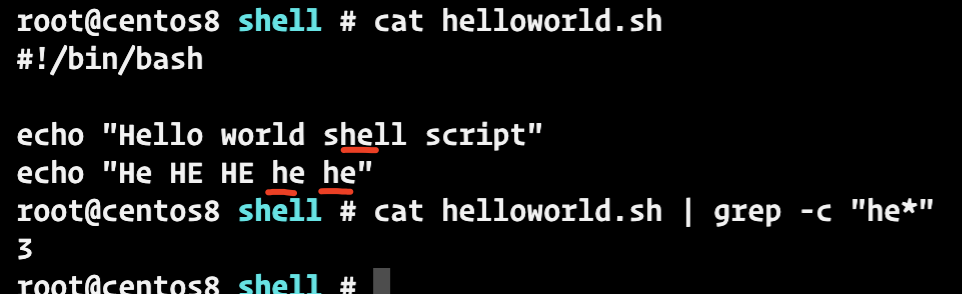 root@centos8 shell # cat helloworld.sh
#!/bin/bash
echo "Hello world shell script"
echo "He HE HE he he"
root@centos8 shell # cat helloworld.sh | grep -c "he*"
3
root@centos8 shell #